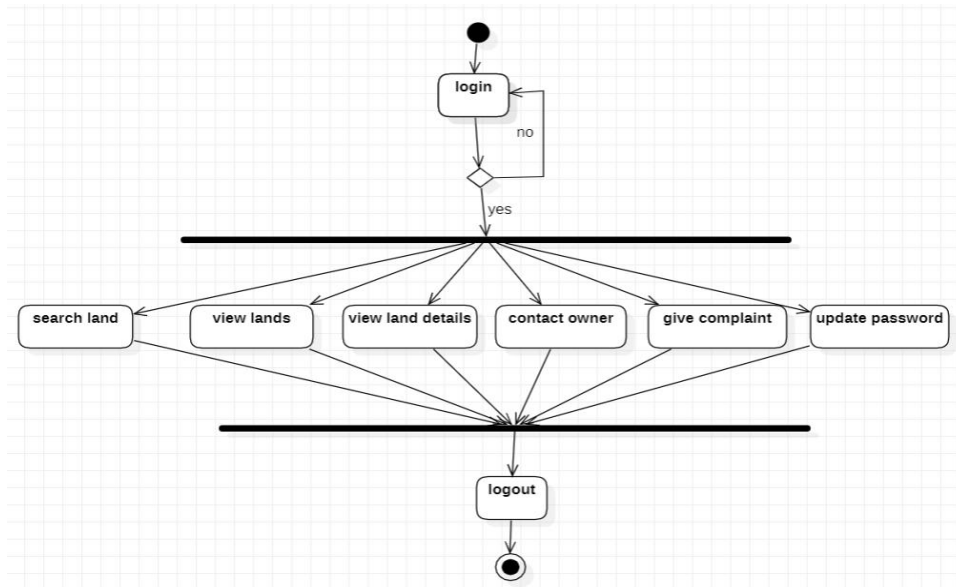 login
no
yes
search land
view lands
view land details
contact owner
give complaint
update password
logout